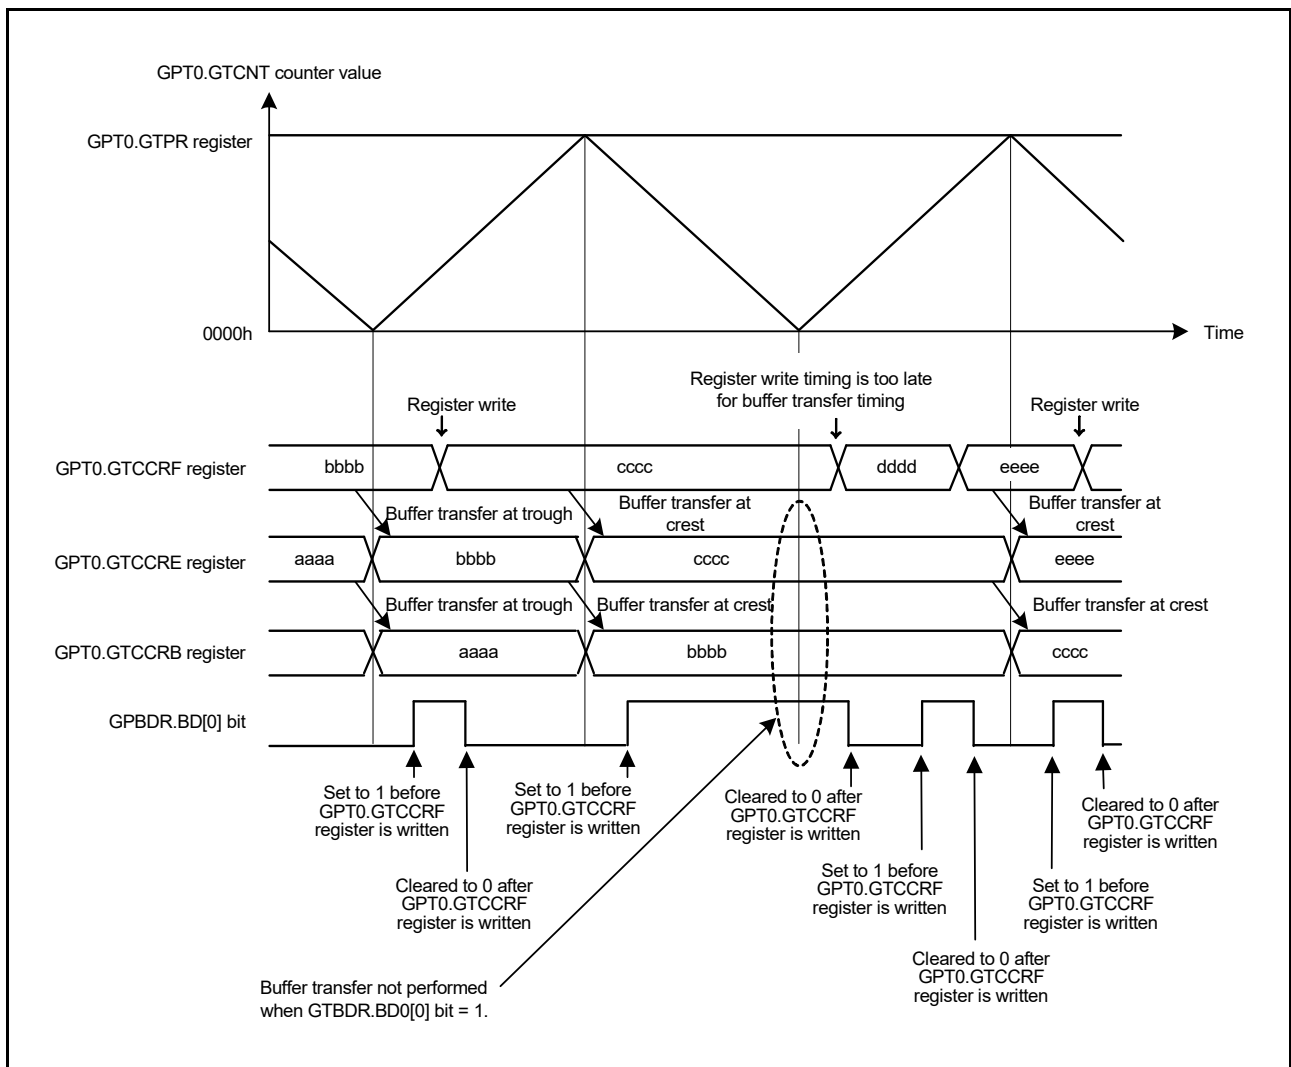 GPT0.GTCNT counter value
GPT0.GTPR register
0000h
Time
Register write timing is too late
for buffer transfer timing
Register write
Register write
GPT0.GTCCRF register
bbbb
cccc
dddd
eeee
Buffer transfer at trough
Buffer transfer at
crest
Buffer transfer at
crest
GPT0.GTCCRE register
aaaa
bbbb
cccc
eeee
Buffer transfer at trough
Buffer transfer at crest
Buffer transfer at crest
GPT0.GTCCRB register
aaaa
bbbb
cccc
GPBDR.BD[0] bit
Set to 1 before
GPT0.GTCCRF
register is written
Set to 1 before
GPT0.GTCCRF
register is written
Cleared to 0 after
GPT0.GTCCRF
register is written
Cleared to 0 after
GPT0.GTCCRF
register is written
Cleared to 0 after
GPT0.GTCCRF
register is written
Set to 1 before
GPT0.GTCCRF
register is written
Set to 1 before
GPT0.GTCCRF
register is written
Cleared to 0 after
GPT0.GTCCRF
register is written
Buffer transfer not performed
when GTBDR.BD0[0] bit = 1.